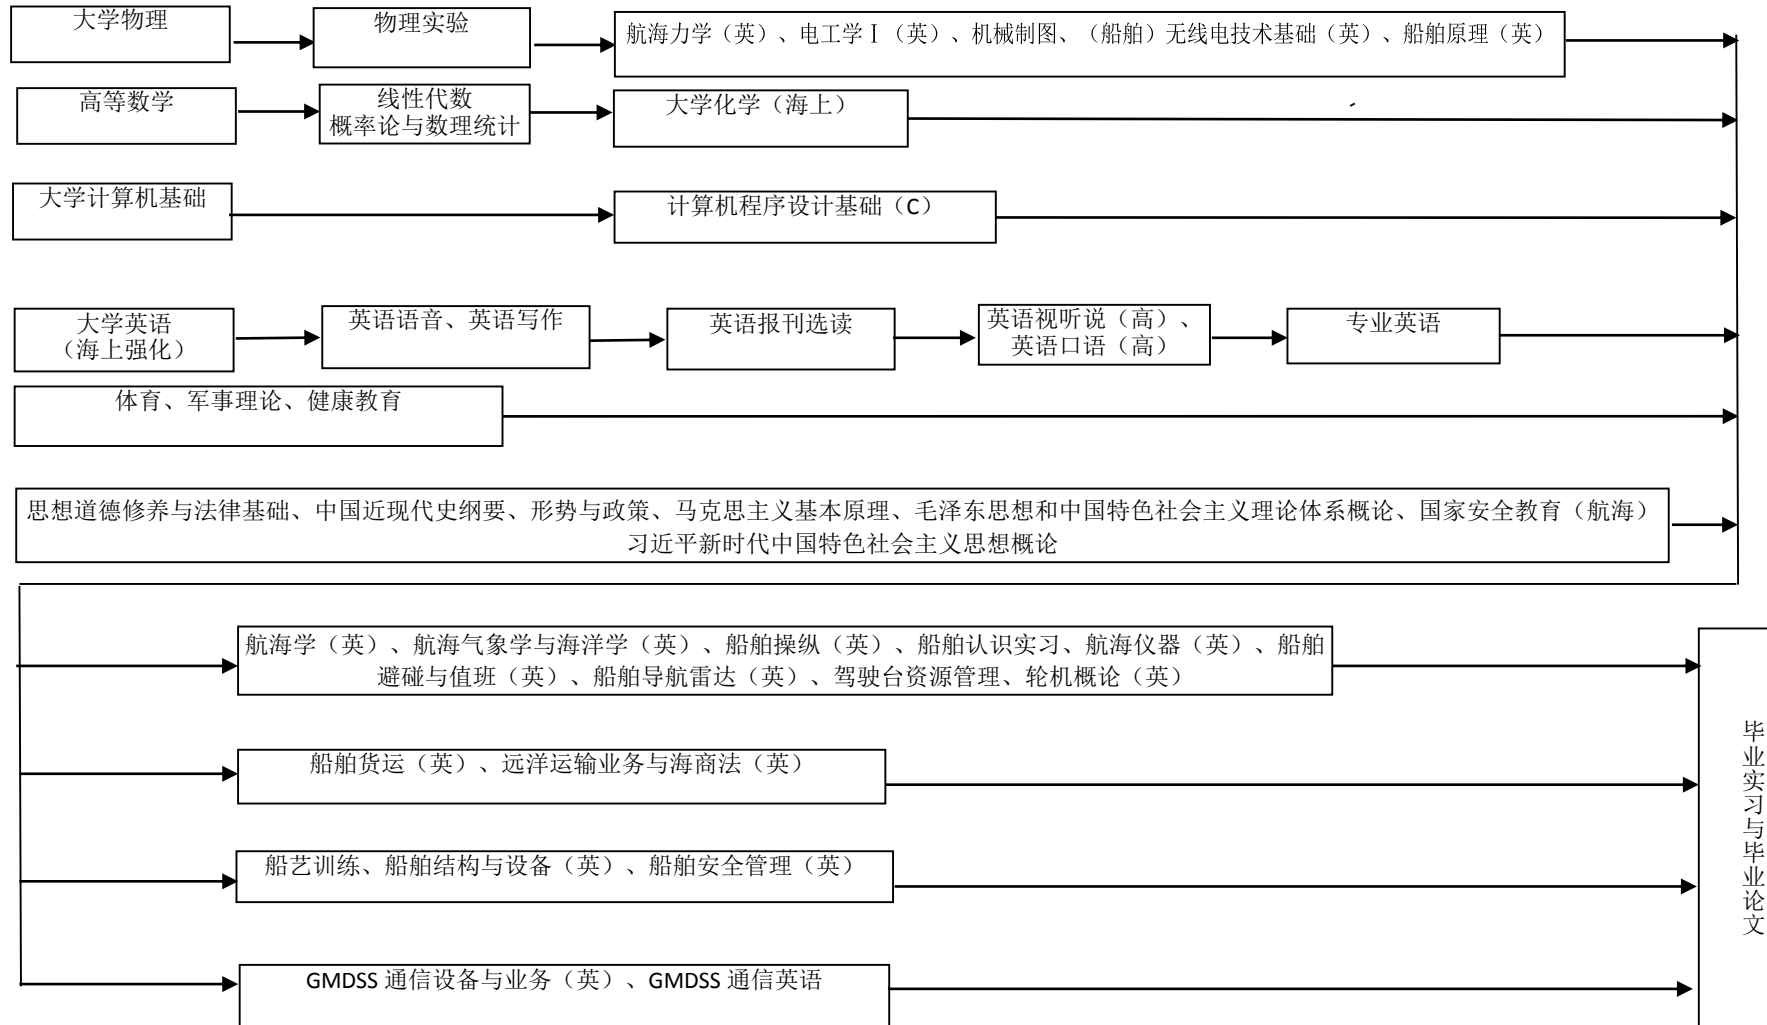 大学物理
物理实验
航海力学（英）、电工学Ⅰ（英）、机械制图、（船舶）无线电技术基础（英）、船舶原理（英）
高等数学
线性代数
概率论与数理统计
大学化学（海上）
大学计算机基础
计算机程序设计基础（C）
大学英语
（海上强化）
英语语音、英语写作
英语报刊选读
英语视听说（高）、
英语口语（高）
专业英语
体育、军事理论、健康教育
思想道德修养与法律基础、中国近现代史纲要、形势与政策、马克思主义基本原理、毛泽东思想和中国特色社会主义理论体系概论、国家安全教育（航海）
习近平新时代中国特色社会主义思想概论
航海学（英）、航海气象学与海洋学（英）、船舶操纵（英）、船舶认识实习、航海仪器（英）、船舶
避碰与值班（英）、船舶导航雷达（英）、驾驶台资源管理、轮机概论（英）
船舶货运（英）、远洋运输业务与海商法（英）
船艺训练、船舶结构与设备（英）、船舶安全管理（英）
GMDSS 通信设备与业务（英）、GMDSS 通信英语
毕业实习与毕业论文